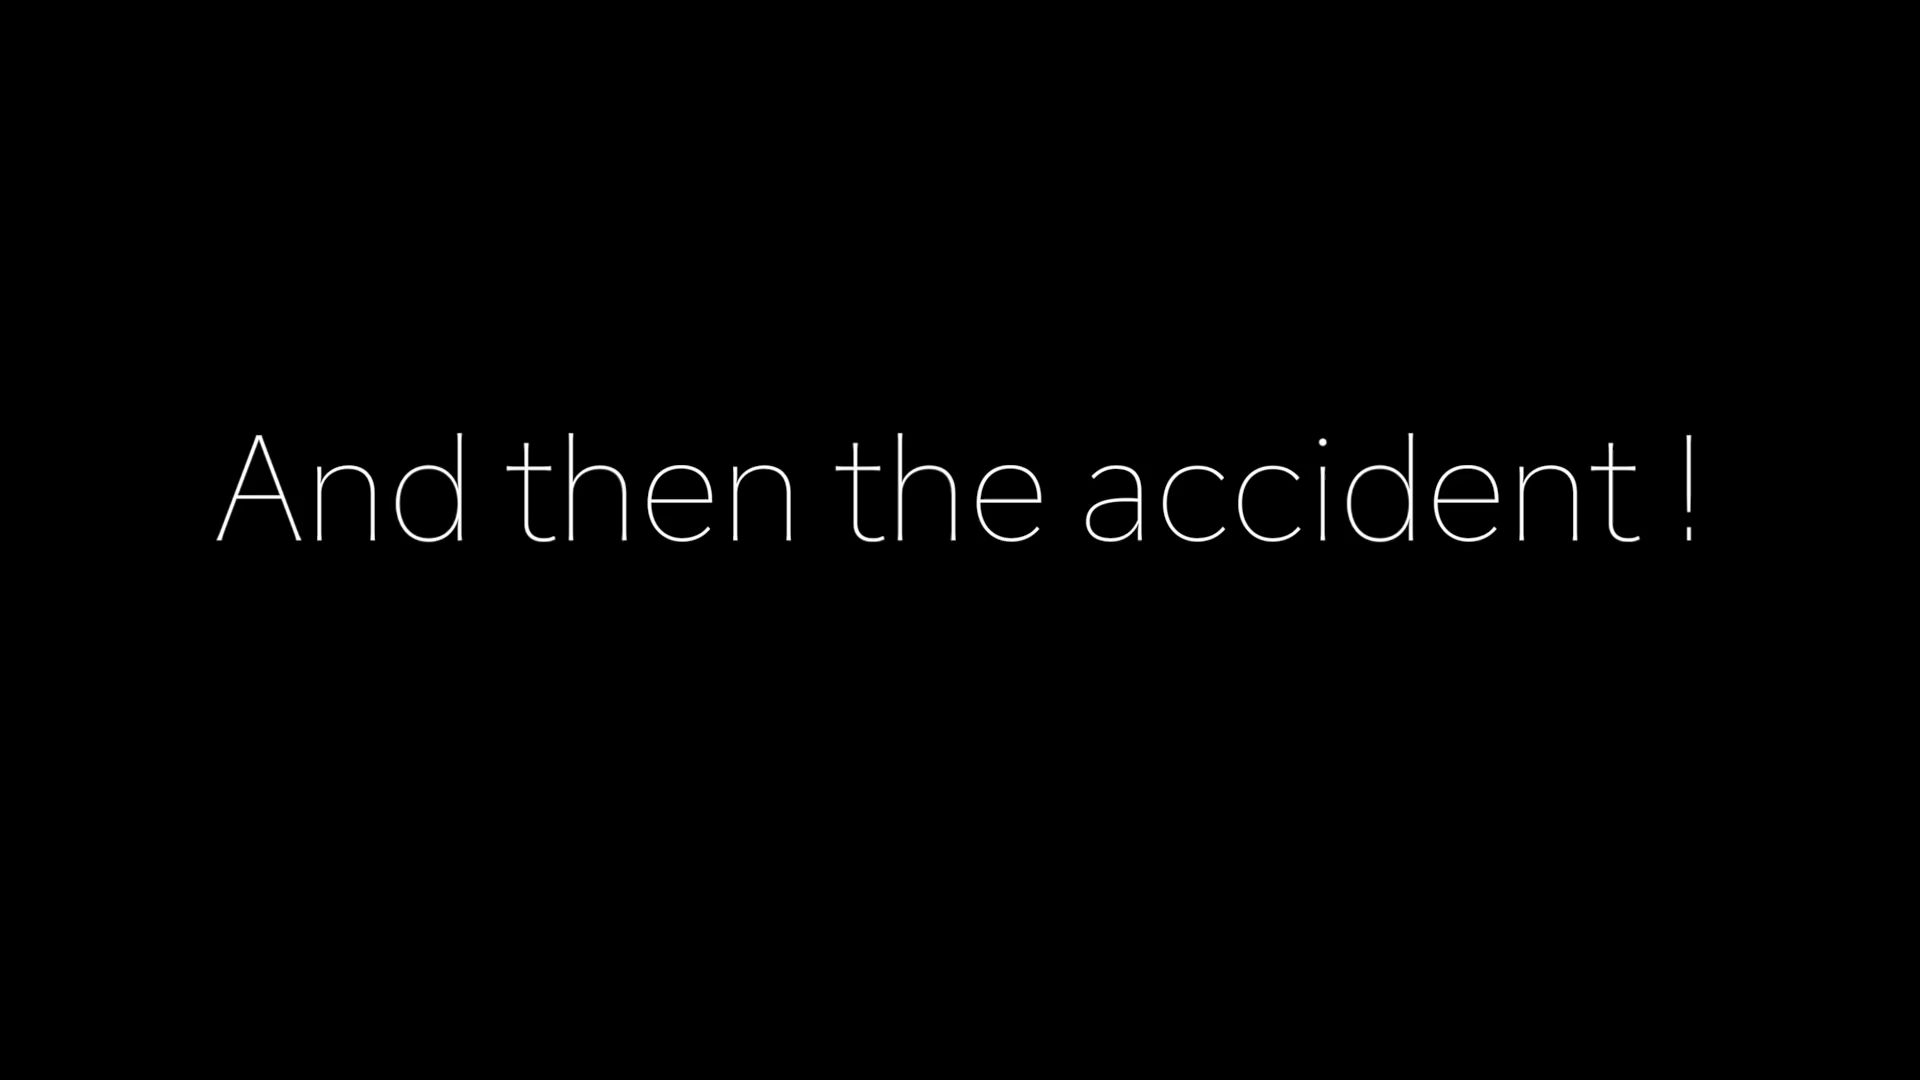 And then the accident !